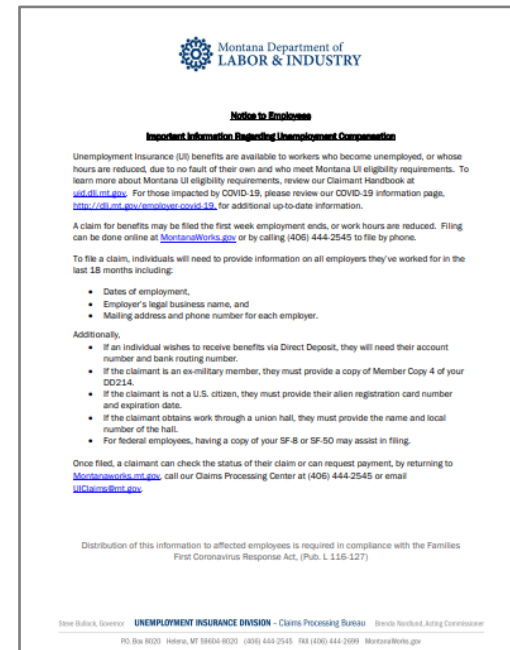 Montana Department of
LABOR & INDUSTRY
Notice to Employees
Important Information Regarding Unemployment Compensation
Unemployment Insurance (UI) benefits are available to workers who become unemployed, or whose
hours are reduced, due to no fault of their own and who meet Montana UI eligibility requirements. To
learn more about Montana UI eligibility requirements, review our Claimant Handbook at
uid.dli.mt.gov. For those impacted by COVID-19, please review our COVID-19 information page,
http://dli.mt.gov/employer-covid-19, for additional up-to-date information.
A claim for benefits may be filed the first week employment ends, or work hours are reduced. Filing
can be done online at MontanaWorks.gov or by calling (406) 444-2545 to file by phone.
To file a claim, individuals will need to provide information on all employers they've worked for in the
last 18 months including:
• Dates of employment,
• Employer's legal business name, and
• Mailing address and phone number for each employer.
Additionally,
• If an individual wishes to receive benefits via Direct Deposit, they will need their account
number and bank routing number.
• If the claimant is an ex-military member, they must provide a copy of Member Copy 4 of your
DD214.
• If the claimant is not a U.S. citizen, they must provide their alien registration card number
and expiration date.
• If the claimant obtains work through a union hall, they must provide the name and local
number of the hall.
• For federal employees, having a copy of your SF-8 or SF-50 may assist in filing.
Once filed, a claimant can check the status of their claim or can request payment, by returning to
Montanaworks.mt.gov, call our Claims Processing Center at (406) 444-2545 or email
UIClaims@mt.gov.
Distribution of this information to affected employees is required in compliance with the Families
First Coronavirus Response Act, (Pub. L 116-127)
Steve Bullock, Governor UNEMPLOYMENT INSURANCE DIVISION – Claims Processing Bureau Brenda Nordlund, Acting Commissioner
P.O. Box 8020 Helena, MT 59604-8020 (406) 444-2545 FAX (406) 444-2699 MontanaWorks.gov